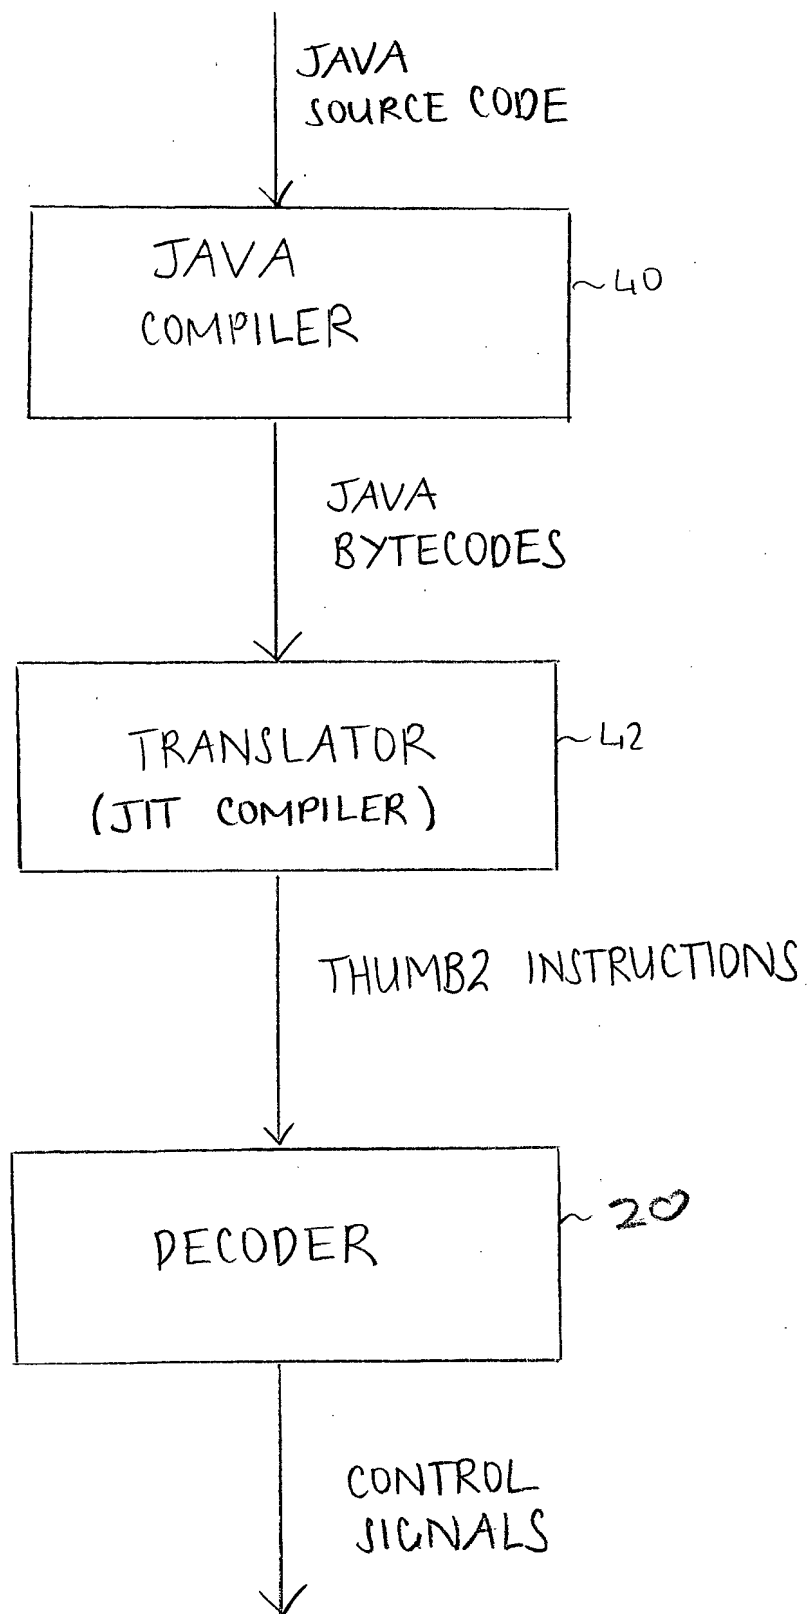 JAVA
SOURCE CODE
JAVA
COMPILER
40
JAVA
BYTECODES
TRANSLATOR
(JIT COMPILER)
42
THUMB2 INSTRUCTIONS
DECODER
20
CONTROL
SIGNALS